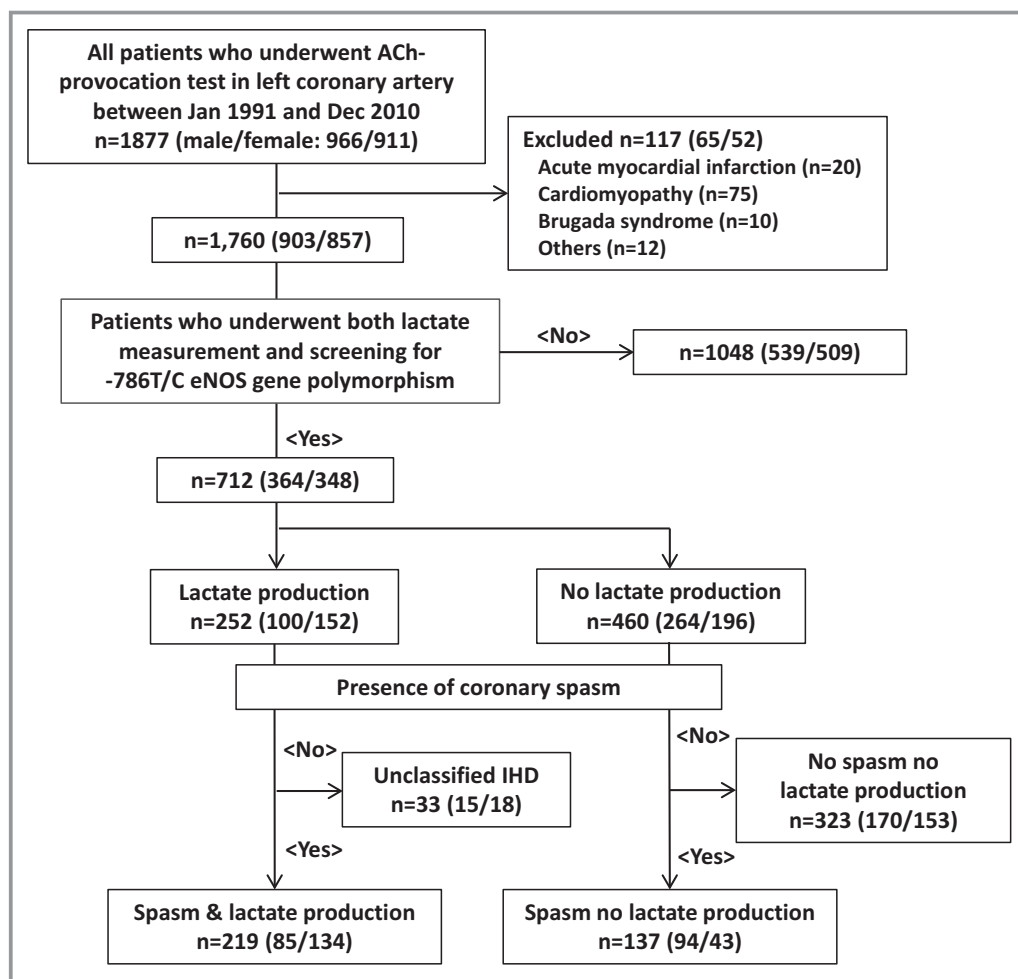 All patients who underwent ACh-
provocation test in left coronary artery
between Jan 1991 and Dec 2010
n=1877 (male/female: 966/911)
Excluded n=117 (65/52)
Acute myocardial infarction (n=20)
Cardiomyopathy (n=75)
Brugada syndrome (n=10)
Others (n=12)
n=1,760 (903/857)
Patients who underwent both lactate
measurement and screening for
-786T/C eNOS gene polymorphism
<No>
n=1048 (539/509)
<Yes>
n=712 (364/348)
Lactate production
n=252 (100/152)
No lactate production
n=460 (264/196)
Presence of coronary spasm
<No>
Unclassified IHD
n=33 (15/18)
<No>
No spasm no
lactate production
n=323 (170/153)
<Yes>
<Yes>
Spasm & lactate production
n=219 (85/134)
Spasm no lactate production
n=137 (94/43)